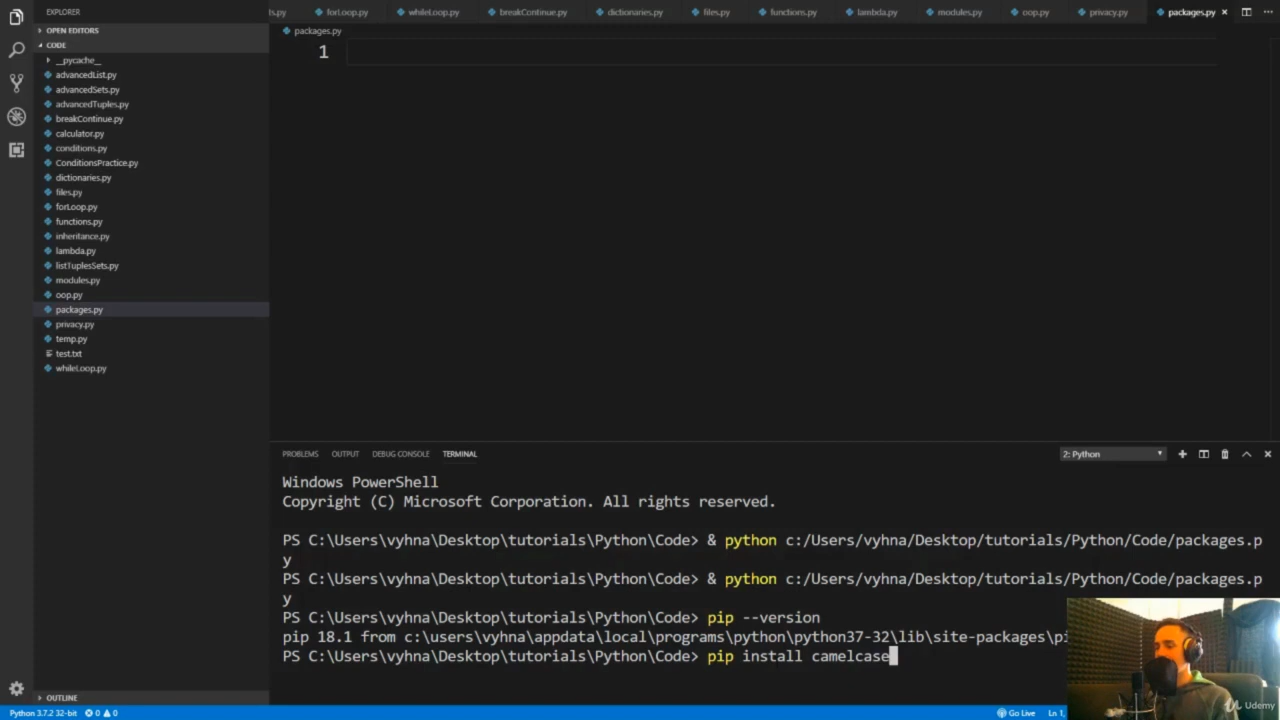 EXPLORER
ls.py forLoop.py whileLoop.py breakContinue.py dictionaries.py files.py functions.py lambda.py modules.py oop.py privacy.py packages.py
OPEN EDITORS
CODE
__pycache__
advancedList.py
advancedSets.py
advancedTuples.py
breakContinue.py
calculator.py
conditions.py
ConditionsPractice.py
dictionaries.py
files.py
forLoop.py
functions.py
inheritance.py
lambda.py
listTuplesSets.py
modules.py
oop.py
packages.py
privacy.py
temp.py
test.txt
whileLoop.py
OUTLINE
packages.py
1
PROBLEMS OUTPUT DEBUG CONSOLE TERMINAL 2: Python
Windows PowerShell
Copyright (C) Microsoft Corporation. All rights reserved.
PS C:\Users\vyhna\Desktop\tutorials\Python\Code> & python c:/Users/vyhna/Desktop/tutorials/Python/Code/packages.p
y
PS C:\Users\vyhna\Desktop\tutorials\Python\Code> & python c:/Users/vyhna/Desktop/tutorials/Python/Code/packages.p
y
PS C:\Users\vyhna\Desktop\tutorials\Python\Code> pip --version
pip 18.1 from c:\users\vyhna\appdata\local\programs\python\python37-32\lib\site-packages\pi
PS C:\Users\vyhna\Desktop\tutorials\Python\Code> pip install camelcase
Python 3.7.2 32-bit 0 0 Go Live Ln 1,
Udemy